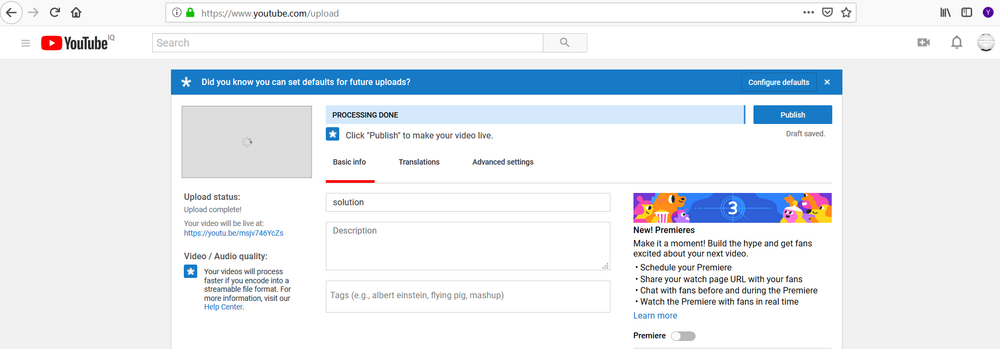 https://www.youtube.com/upload
Y
YouTube IQ
Search
Did you know you can set defaults for future uploads?
Configure defaults
PROCESSING DONE
Publish
Click "Publish" to make your video live.
Draft saved.
Basic info
Translations
Advanced settings
Upload status:
Upload complete!
Your video will be live at:
https://youtu.be/msjv746YcZs
Video / Audio quality:
Your videos will process
faster if you encode into a
streamable file format. For
more information, visit our
Help Center.
solution
Description
Tags (e.g., albert einstein, flying pig, mashup)
3
New! Premieres
Make it a moment! Build the hype and get fans
excited about your next video.
• Schedule your Premiere
• Share your watch page URL with your fans
• Chat with fans before and during the Premiere
• Watch the Premiere with fans in real time
Learn more
Premiere